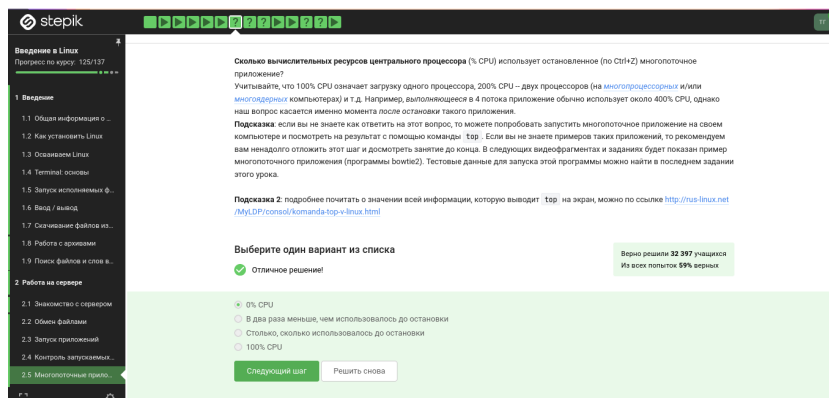 stepik
тг
Введение в Linux
Прогресс по курсу: 125/137
1 Введение
1.1 Общая информация о ...
1.2 Как установить Linux
1.3 Осваиваем Linux
1.4 Terminal: основы
1.5 Запуск исполняемых ф...
1.6 Ввод / вывод
1.7 Скачивание файлов из...
1.8 Работа с архивами
1.9 Поиск файлов и слов в...
2 Работа на сервере
2.1 Знакомство с сервером
2.2 Обмен файлами
2.3 Запуск приложений
2.4 Контроль запускаемых...
2.5 Многопоточные прило...
Сколько вычислительных ресурсов центрального процессора (% CPU) использует остановленное (по Ctrl+Z) многопоточное
приложение?
Учитывайте, что 100% CPU означает загрузку одного процессора, 200% CPU – двух процессоров (на многопроцессорных и/или
многоядерных компьютерах) и т.д. Например, выполняющееся в 4 потока приложение обычно использует около 400% CPU, однако
наш вопрос касается именно момента после остановки такого приложения.
Подсказка: если вы не знаете как ответить на этот вопрос, то можете попробовать запустить многопоточное приложение на своем
компьютере и посмотреть на результат с помощью команды top . Если вы не знаете примеров таких приложений, то рекомендуем
вам ненадолго отложить этот шаг и досмотреть занятие до конца. В следующих видеофрагментах и заданиях будет показан пример
многопоточного приложения (программы bowtie2). Тестовые данные для запуска этой программы можно найти в последнем задании
этого урока.
Подсказка 2: подробнее почитать о значении всей информации, которую выводит top на экран, можно по ссылке http://rus-linux.net
/MyLDP/consol/komanda-top-v-linux.html
Выберите один вариант из списка
Отличное решение!
Верно решили 32 397 учащихся
Из всех попыток 59% верных
0% CPU
В два раза меньше, чем использовалось до остановки
Столько, сколько использовалось до остановки
100% CPU
Следующий шаг
Решить снова